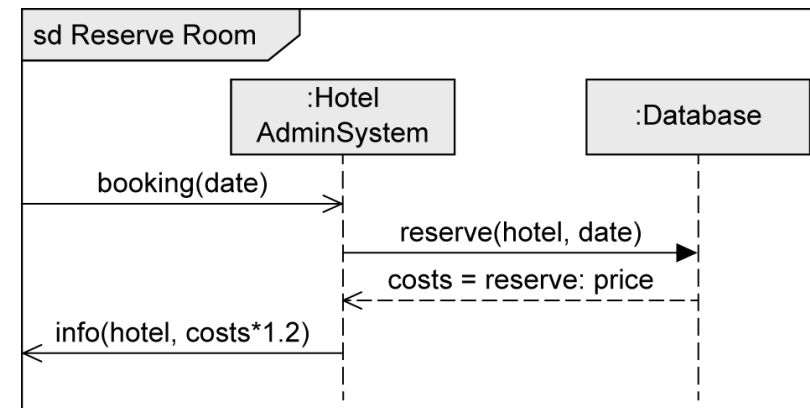 sd Reserve Room
:Hotel
AdminSystem
:Database
booking(date)
reserve(hotel, date)
costs = reserve: price
info(hotel, costs*1.2)